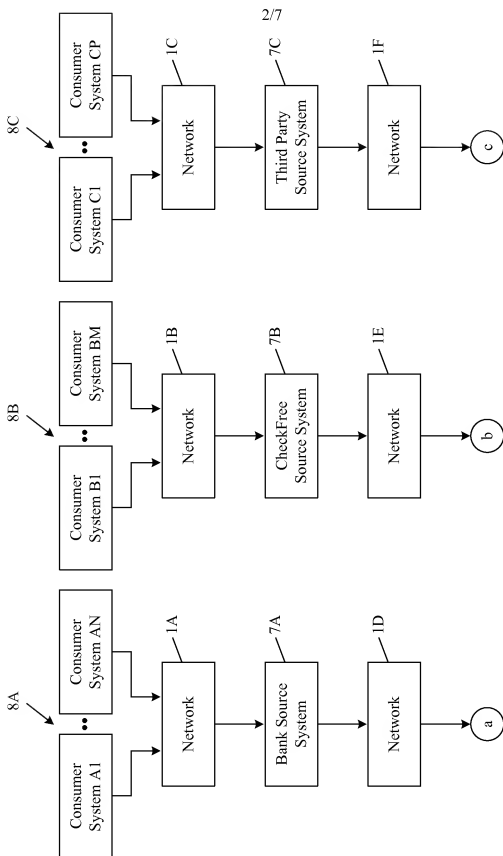 2/7
8A
Consumer
System A1
••
Consumer
System AN
Network
1A
Bank Source
System
7A
Network
1D
a
8B
Consumer
System B1
••
Consumer
System BM
Network
1B
CheckFree
Source System
7B
Network
1E
b
8C
Consumer
System C1
••
Consumer
System CP
Network
1C
Third Party
Source System
7C
Network
1F
c